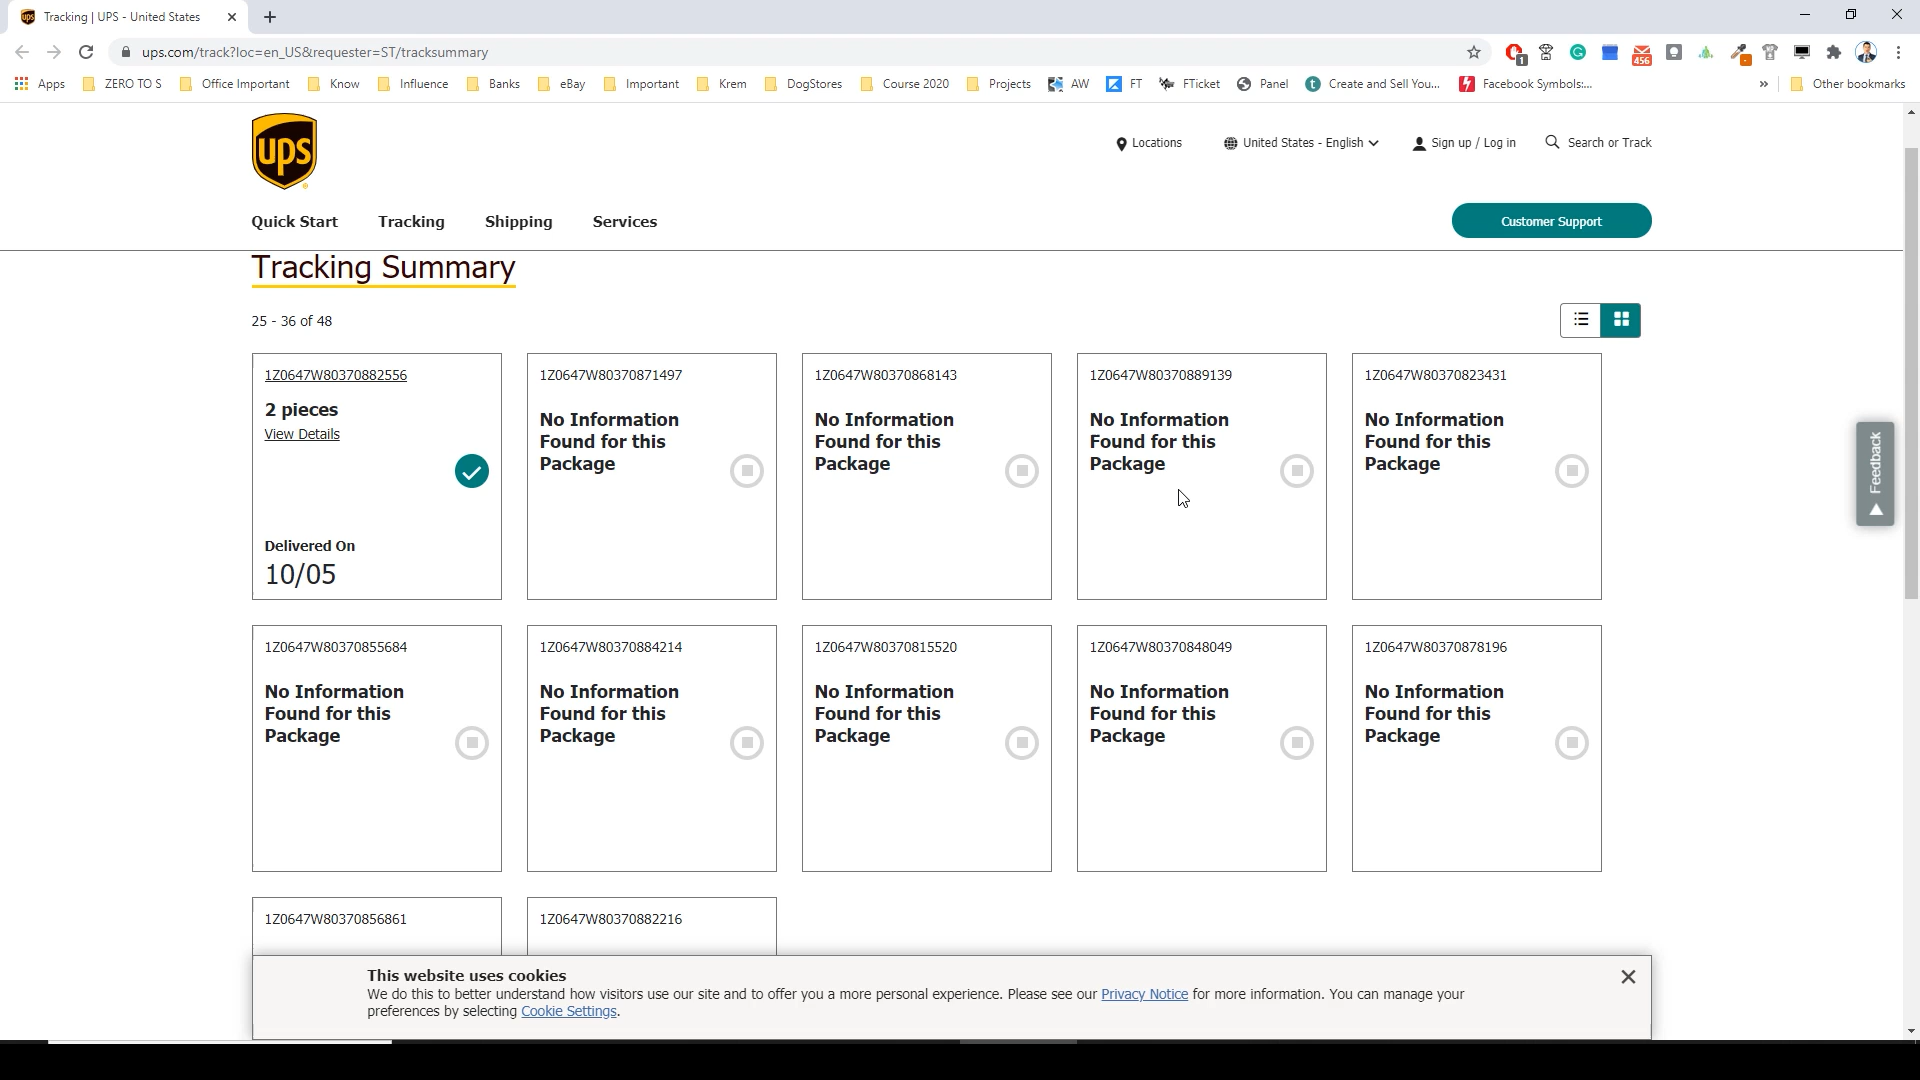 Tracking | UPS - United States
ups.com/track?loc=en_US&requester=ST/tracksummary
1
456
Apps
ZERO TO S
Office Important
Know
Influence
Banks
eBay
Important
Krem
DogStores
Course 2020
Projects
AW
FT
FTicket
Panel
Create and Sell You...
Facebook Symbols:...
»
Other bookmarks
ups
Locations
United States - English
Sign up / Log in
Search or Track
Quick Start
Tracking
Shipping
Services
Customer Support
Tracking Summary
25 - 36 of 48
1Z0647W80370882556
2 pieces
View Details
Delivered On
10/05
1Z0647W80370871497
No Information
Found for this
Package
1Z0647W80370868143
No Information
Found for this
Package
1Z0647W80370889139
No Information
Found for this
Package
1Z0647W80370823431
No Information
Found for this
Package
Feedback
1Z0647W80370855684
No Information
Found for this
Package
1Z0647W80370884214
No Information
Found for this
Package
1Z0647W80370815520
No Information
Found for this
Package
1Z0647W80370848049
No Information
Found for this
Package
1Z0647W80370878196
No Information
Found for this
Package
1Z0647W80370856861
1Z0647W80370882216
This website uses cookies
We do this to better understand how visitors use our site and to offer you a more personal experience. Please see our Privacy Notice for more information. You can manage your
preferences by selecting Cookie Settings.